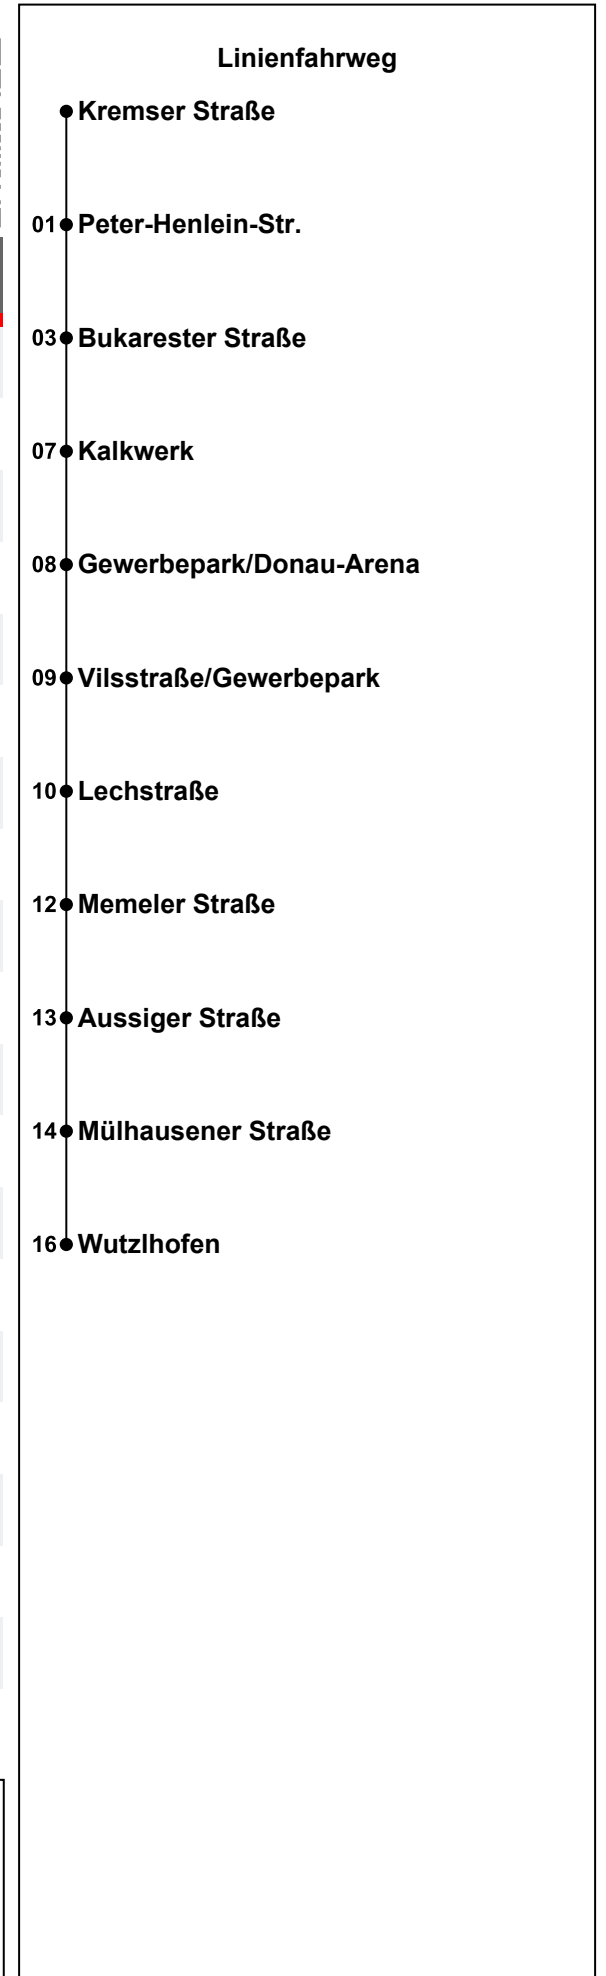 Linienfahrweg
Kremser Straße
01 Peter-Henlein-Str.
03 Bukarester Straße
07 Kalkwerk
08 Gewerbepark/Donau-Arena
09 Vilsstraße/Gewerbepark
10 Lechstraße
12 Memeler Straße
13 Aussiger Straße
14 Mülhausener Straße
16 Wutzlhofen